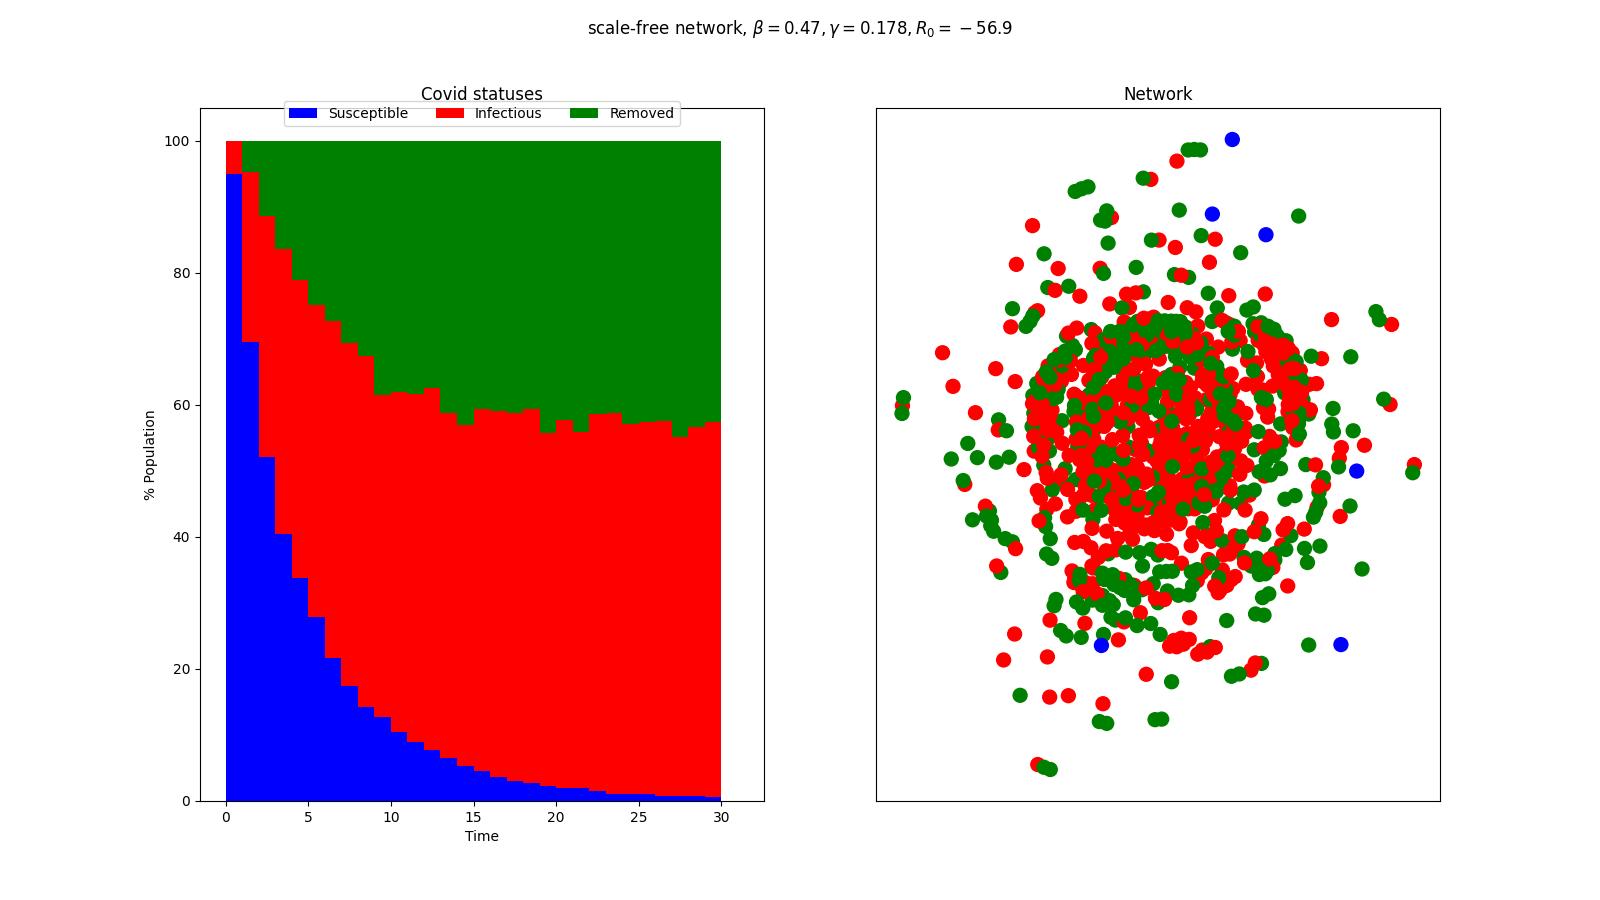 scale-free network, β = 0.47, γ = 0.178, R₀ = − 56.9
Covid statuses
Susceptible Infectious Removed
100
80
60
40
20
0
% Population
0 5 10 15 20 25 30
Time
Network